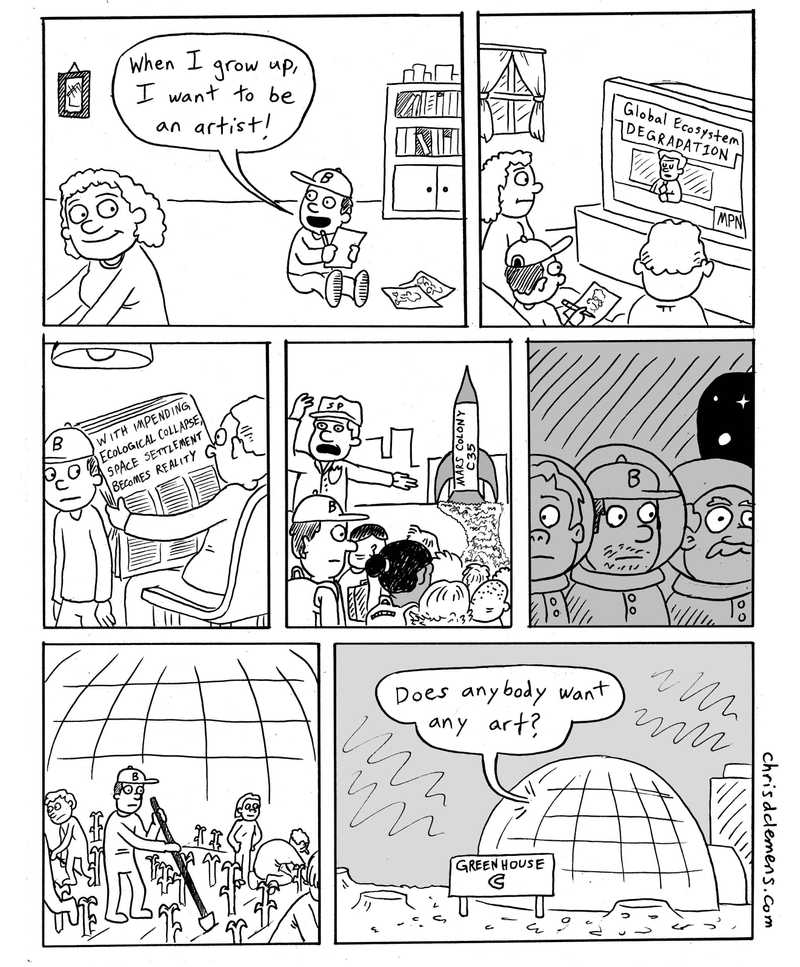 When I grow up,
I want to be
an artist!
B
Global Ecosystem
DEGRADATION
MPN
B
WITH IMPENDING
ECOLOGICAL COLLAPSE,
SPACE SETTLEMENT
BECOMES REALITY
SP
MARS COLONY
C35
B
B
B
Does anybody want
any art?
GREENHOUSE
C
chrisdclemens.com